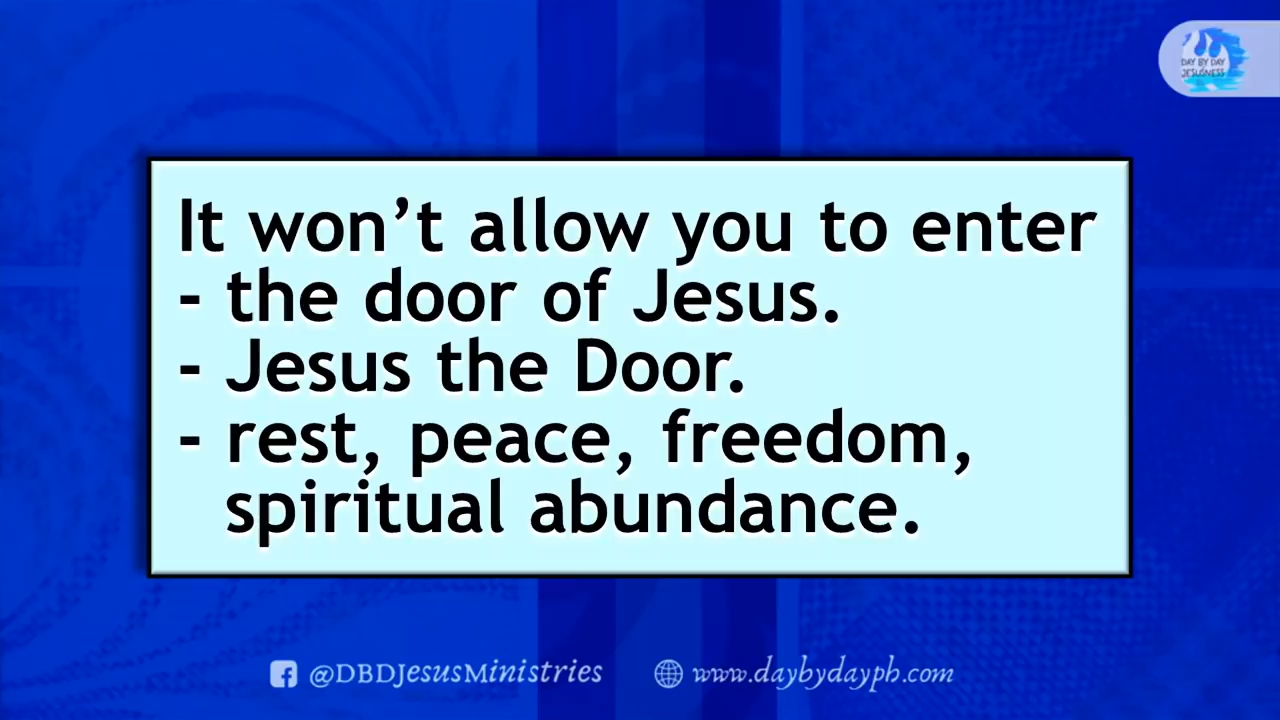 DAY BY DAY
JESUSNESS
It won’t allow you to enter
- the door of Jesus.
- Jesus the Door.
- rest, peace, freedom,
spiritual abundance.
@DBDJesusMinistries www.daybydayph.com